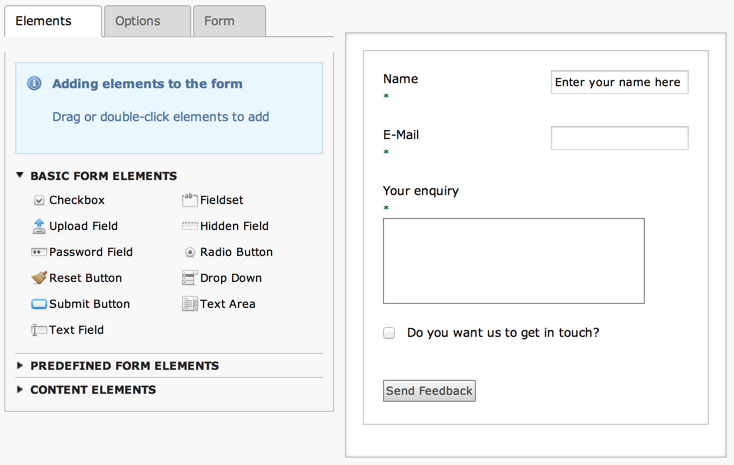 Elements
Options
Form
Adding elements to the form
Drag or double-click elements to add
BASIC FORM ELEMENTS
Checkbox
Fieldset
Upload Field
Hidden Field
Password Field
Radio Button
Reset Button
Drop Down
Submit Button
Text Area
Text Field
PREDEFINED FORM ELEMENTS
CONTENT ELEMENTS
Name
*
Enter your name here
E-Mail
*
Your enquiry
*
Do you want us to get in touch?
Send Feedback